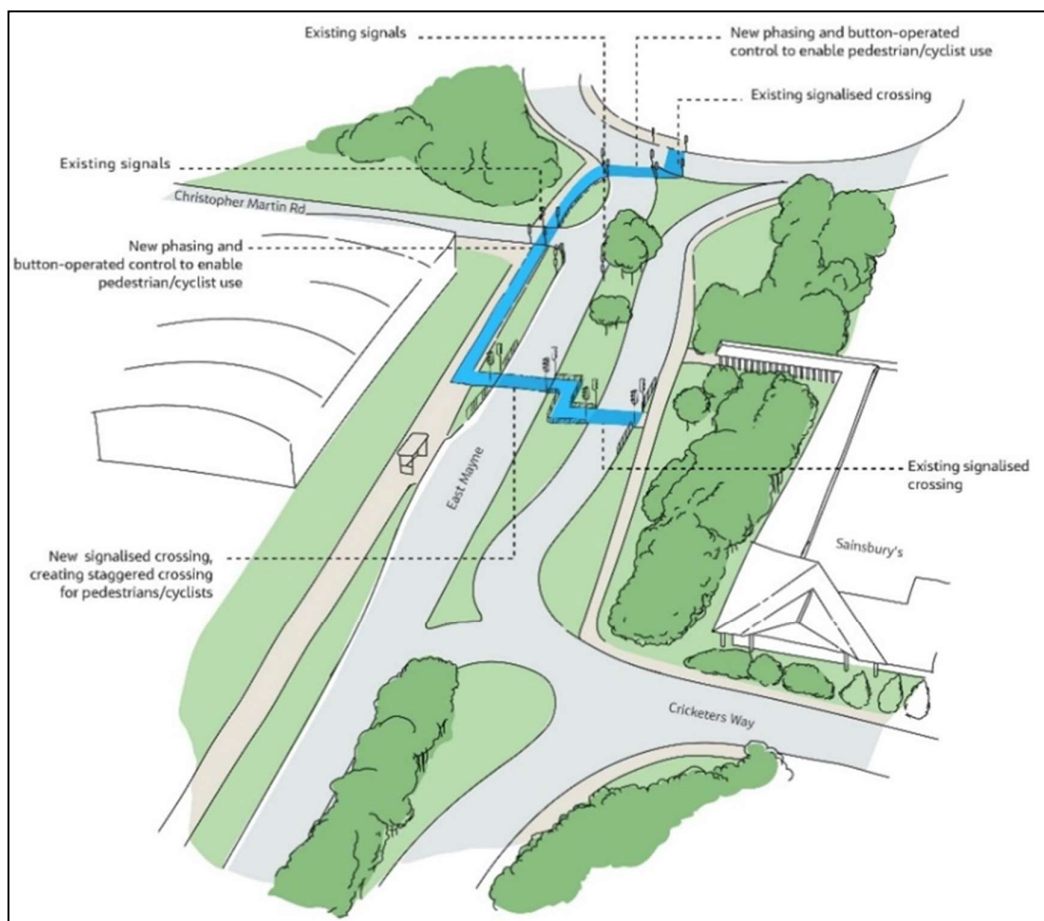 Existing signals
New phasing and button-operated
control to enable pedestrian/cyclist use
Existing signalised crossing
Existing signals
Christopher Martin Rd
New phasing and
button-operated control to enable
pedestrian/cyclist use
East Mayne
Existing signalised
crossing
Sainsbury's
New signalised crossing,
creating staggered crossing
for pedestrians/cyclists
Cricketers Way